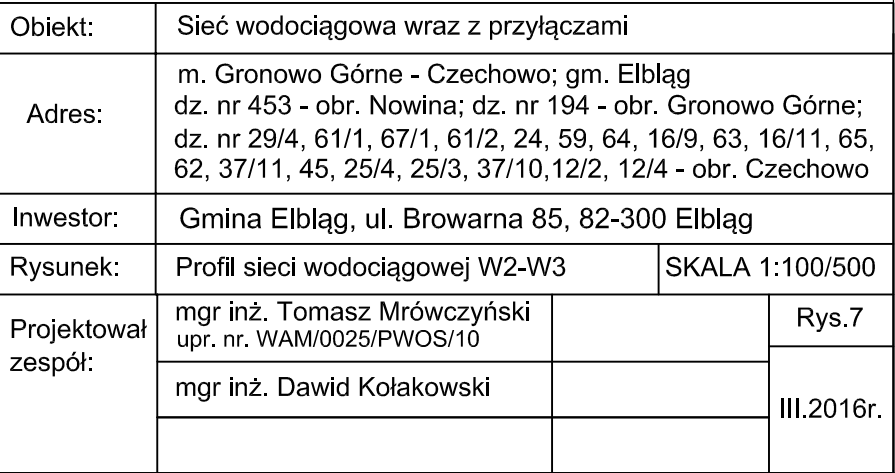 Obiekt: Sieć wodociągowa wraz z przyłączami
Adres: m. Gronowo Górne - Czechowo; gm. Elbląg
dz. nr 453 - obr. Nowina; dz. nr 194 - obr. Gronowo Górne;
dz. nr 29/4, 61/1, 67/1, 61/2, 24, 59, 64, 16/9, 63, 16/11, 65,
62, 37/11, 45, 25/4, 25/3, 37/10,12/2, 12/4 - obr. Czechowo
Inwestor: Gmina Elbląg, ul. Browarna 85, 82-300 Elbląg
Rysunek: Profil sieci wodociągowej W2-W3 SKALA 1:100/500
Projektował
zespół:
mgr inż. Tomasz Mrówczyński
upr. nr. WAM/0025/PWOS/10
mgr inż. Dawid Kołakowski
Rys.7
III.2016r.